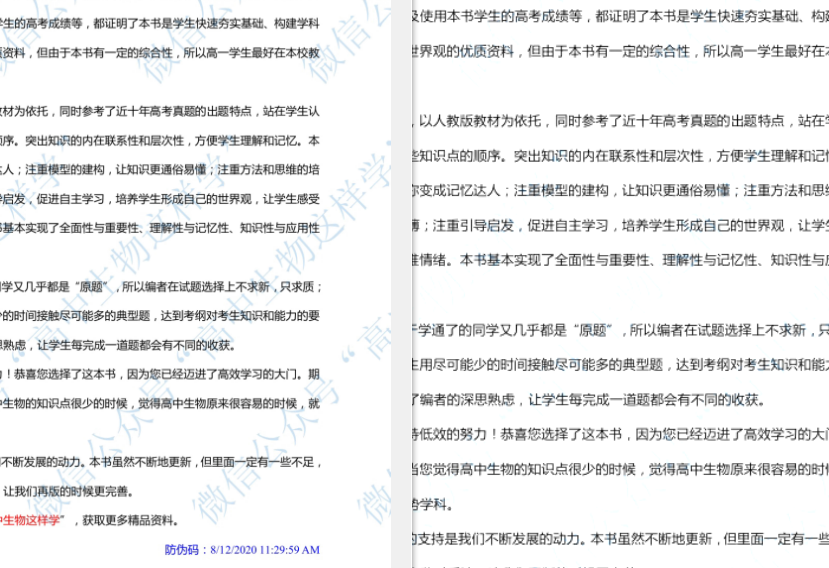 学生的高考成绩等，都证明了本书是学生快速夯实基础、构建学科
质资料，但由于本书有一定的综合性，所以高一学生最好在本校教
教材为依托，同时参考了近十年高考真题的出题特点，站在学生认
顺序。突出知识的内在联系性和层次性，方便学生理解和记忆。本
达人；注重模型的建构，让知识更通俗易懂；注重方法和思维的培
导启发，促进自主学习，培养学生形成自己的世界观，让学生感受
书基本实现了全面性与重要性、理解性与记忆性、知识性与应用性
同学又几乎都是“原题”，所以编者在试题选择上不求新，只求质；
少的时间接触尽可能多的典型题，达到考纲对考生知识和能力的要
思熟虑，让学生每完成一道题都会有不同的收获。
力！恭喜您选择了这本书，因为您已经迈进了高效学习的大门。期
中生物的知识点很少的时候，觉得高中生物原来很容易的时候，就
们不断发展的动力。本书虽然不断地更新，但里面一定有一些不足，
让我们再版的时候更完善。
中生物这样学”，获取更多精品资料。
防伪码：8/12/2020 11:29:59 AM
微信公众号“高中生物这样学”
及使用本书学生的高考成绩等，都证明了本书是学生快速夯实基础、构建
世界观的优质资料，但由于本书有一定的综合性，所以高一学生最好在本
，以人教版教材为依托，同时参考了近十年高考真题的出题特点，站在学
些知识点的顺序。突出知识的内在联系性和层次性，方便学生理解和记忆
你变成记忆达人；注重模型的建构，让知识更通俗易懂；注重方法和思维
；注重引导启发，促进自主学习，培养学生形成自己的世界观，让学生
难情绪。本书基本实现了全面性与重要性、理解性与记忆性、知识性与应
于学通了的同学又几乎都是“原题”，所以编者在试题选择上不求新，只
生用尽可能少的时间接触尽可能多的典型题，达到考纲对考生知识和能力
了编者的深思熟虑，让学生每完成一道题都会有不同的收获。
持低效的努力！恭喜您选择了这本书，因为您已经迈进了高效学习的大门
当您觉得高中生物的知识点很少的时候，觉得高中生物原来很容易的时候
势学科。
的支持是我们不断发展的动力。本书虽然不断地更新，但里面一定有一些